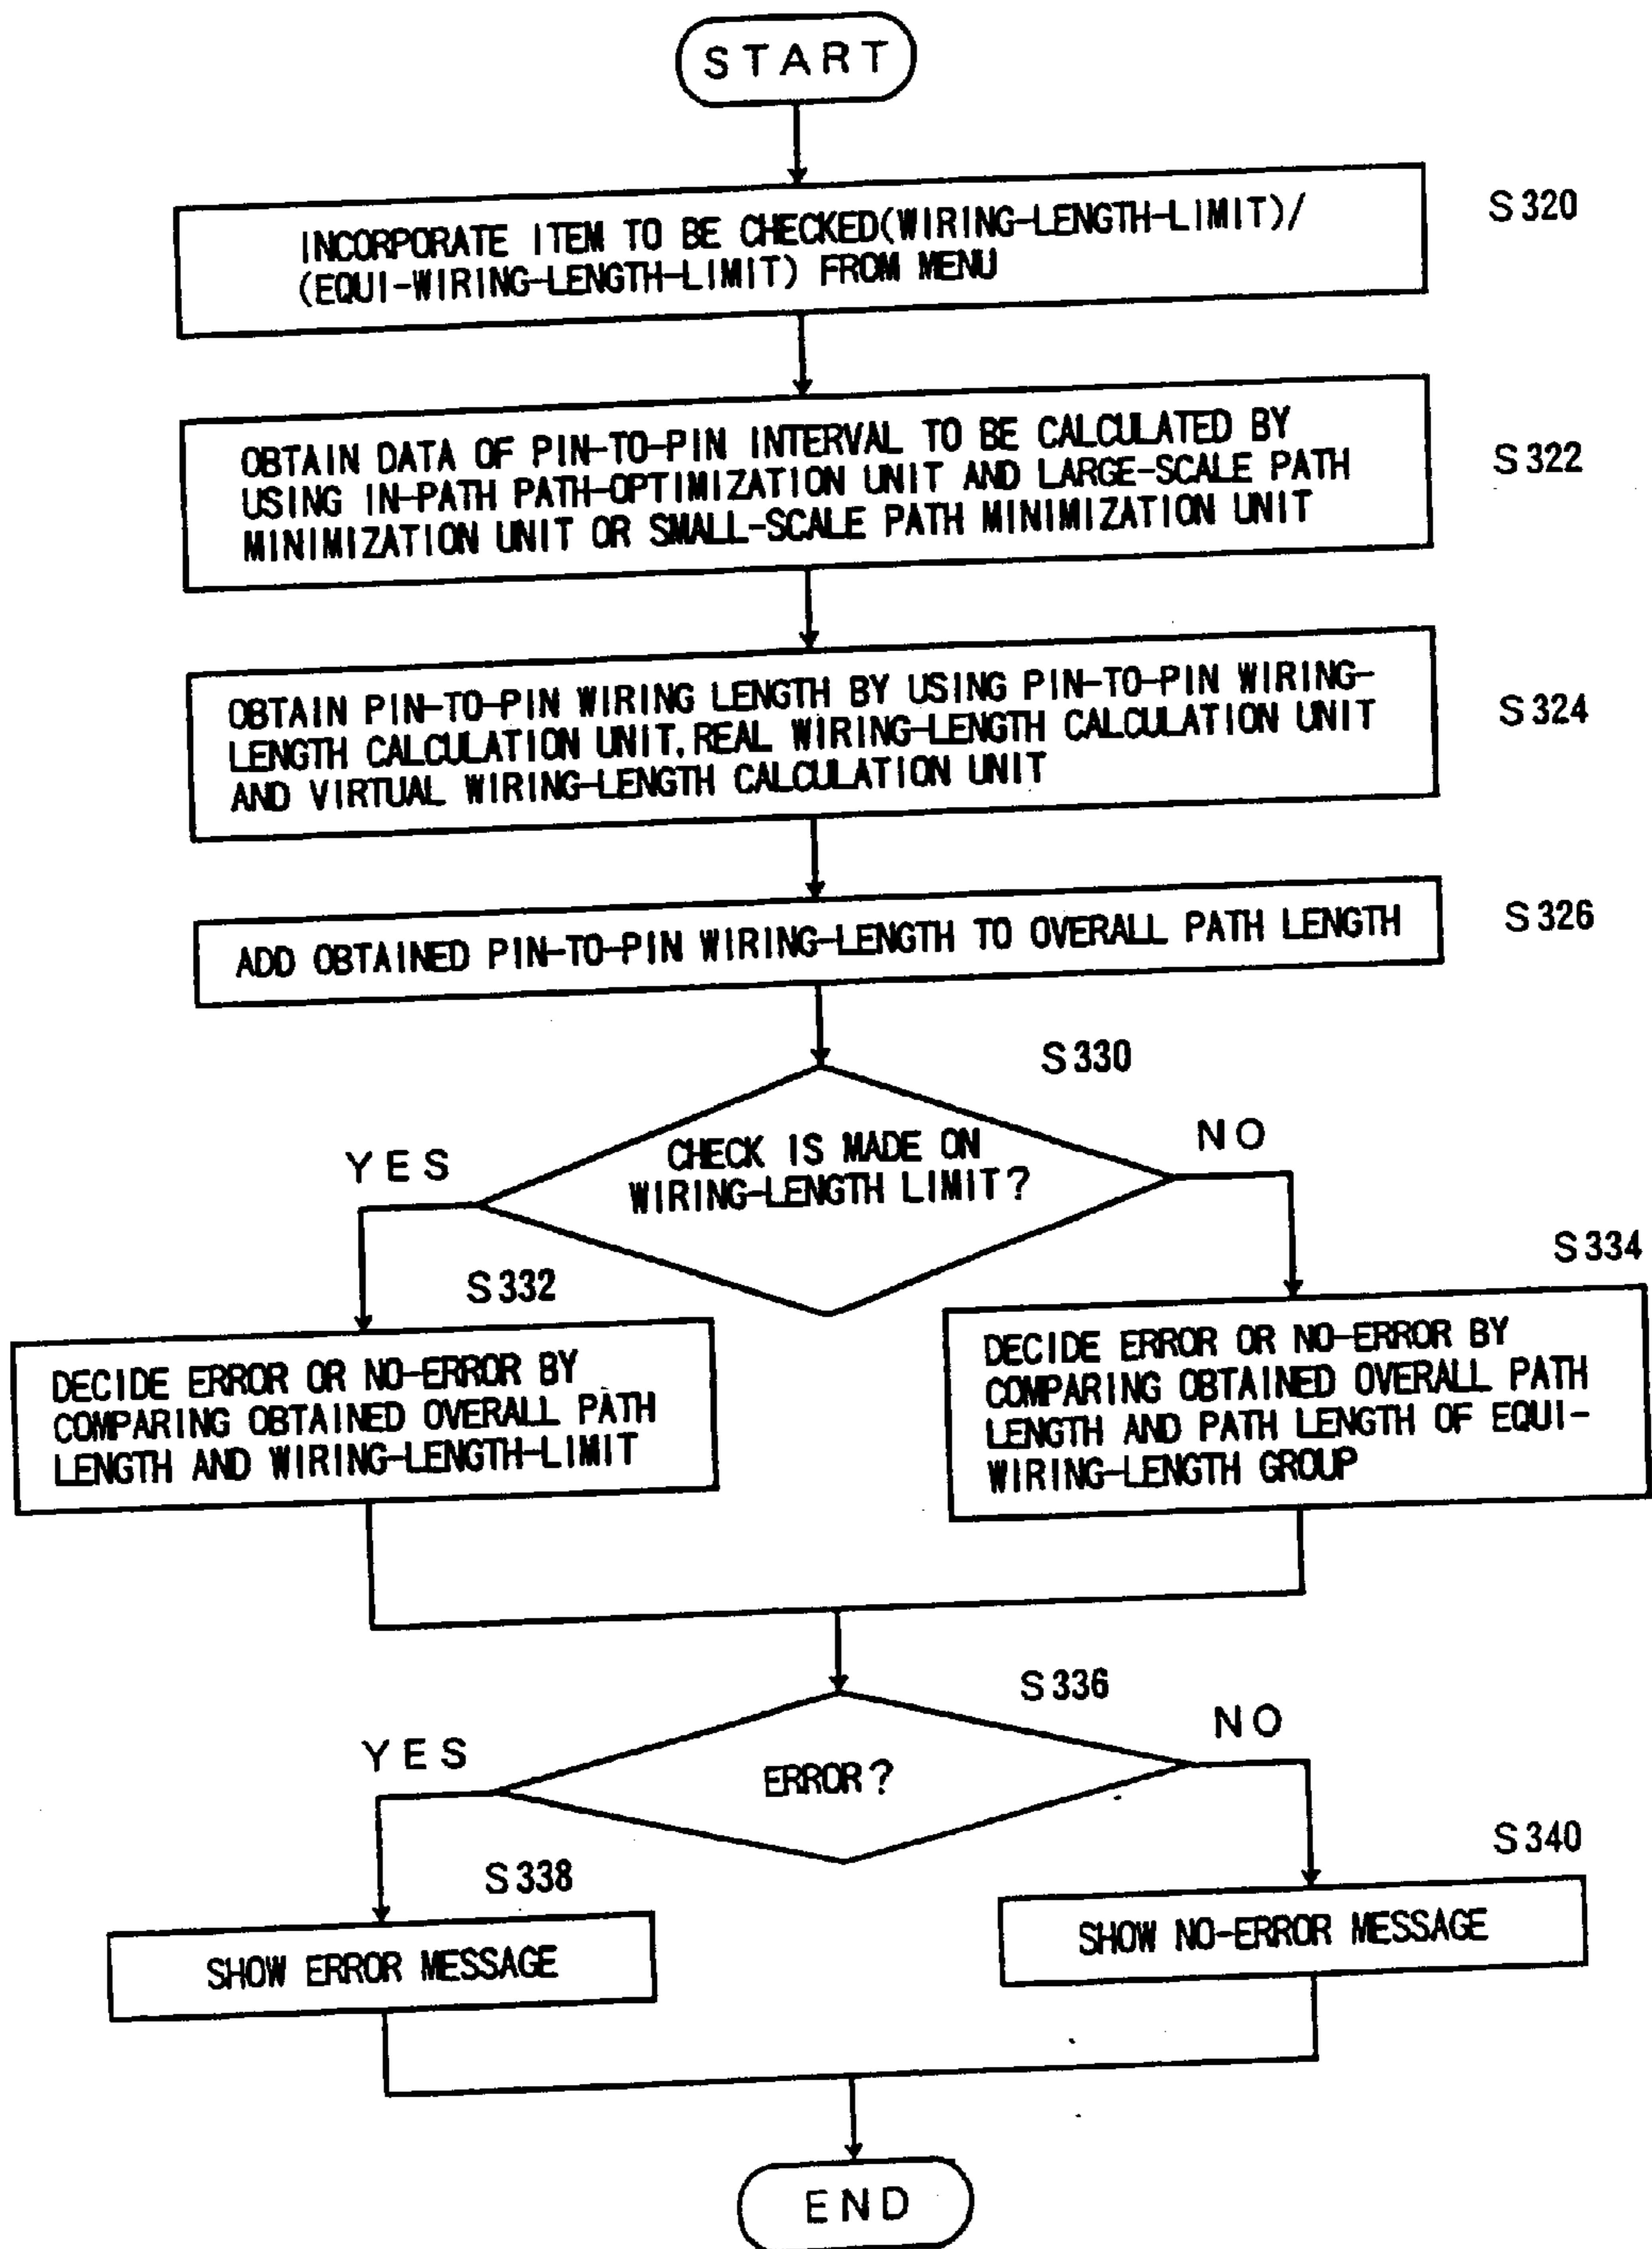 START
S320
INCORPORATE ITEM TO BE CHECKED(WIRING-LENGTH-LIMIT)/
(EQUI-WIRING-LENGTH-LIMIT) FROM MENU
S322
OBTAIN DATA OF PIN-TO-PIN INTERVAL TO BE CALCULATED BY
USING IN-PATH PATH-OPTIMIZATION UNIT AND LARGE-SCALE PATH
MINIMIZATION UNIT OR SMALL-SCALE PATH MINIMIZATION UNIT
S324
OBTAIN PIN-TO-PIN WIRING LENGTH BY USING PIN-TO-PIN WIRING-
LENGTH CALCULATION UNIT, REAL WIRING-LENGTH CALCULATION UNIT
AND VIRTUAL WIRING-LENGTH CALCULATION UNIT
S326
ADD OBTAINED PIN-TO-PIN WIRING-LENGTH TO OVERALL PATH LENGTH
S330
YES
NO
CHECK IS MADE ON
WIRING-LENGTH LIMIT?
S332
DECIDE ERROR OR NO-ERROR BY
COMPARING OBTAINED OVERALL PATH
LENGTH AND WIRING-LENGTH-LIMIT
S334
DECIDE ERROR OR NO-ERROR BY
COMPARING OBTAINED OVERALL PATH
LENGTH AND PATH LENGTH OF EQUI-
WIRING-LENGTH GROUP
S336
YES
NO
ERROR?
S338
SHOW ERROR MESSAGE
S340
SHOW NO-ERROR MESSAGE
END